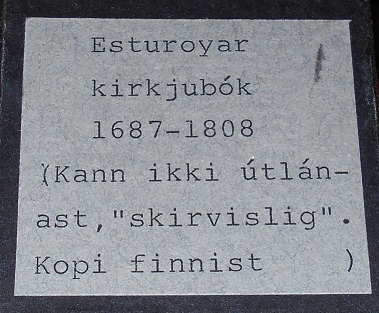 Esturoyar
kirkjubók
1687-1808
(Kann ikki útlán-
ast,"skirvislig".
Kopi finnist )